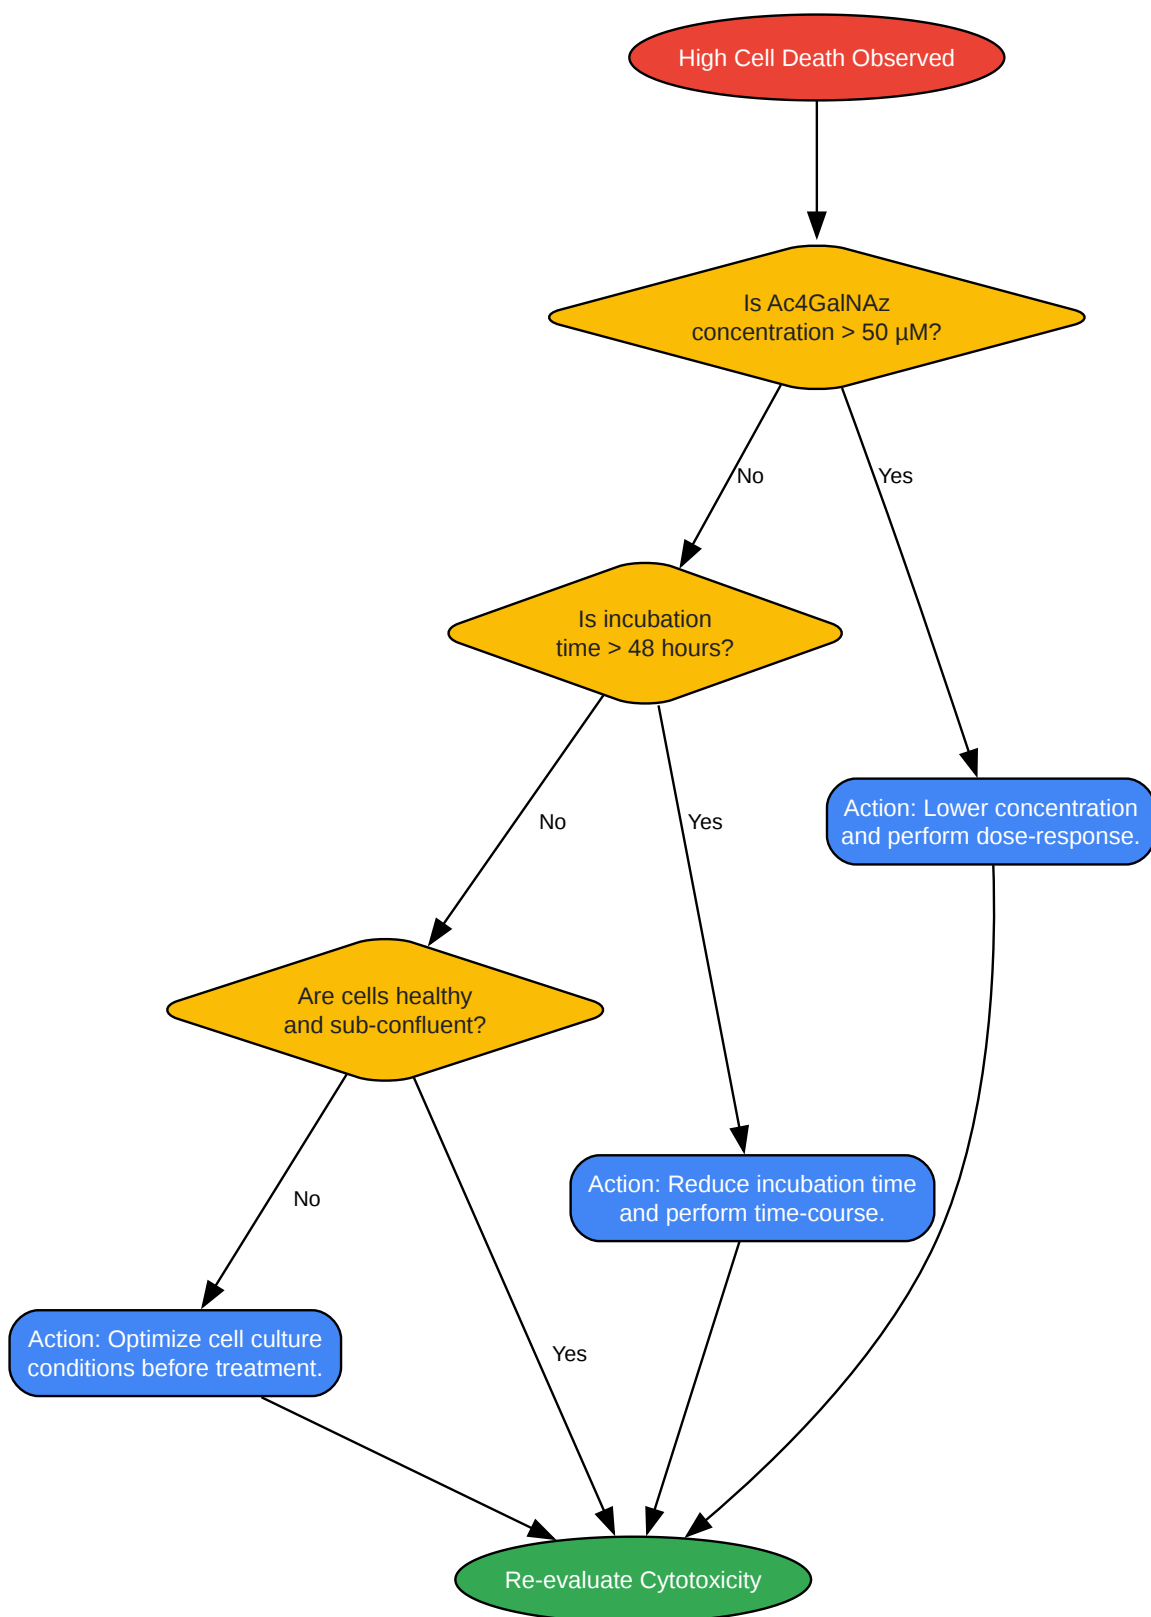 High Cell Death Observed
Is Ac4GalNAz
concentration > 50 µM?
No
Yes
Is incubation
time > 48 hours?
No
Yes
Action: Lower concentration
and perform dose-response.
Are cells healthy
and sub-confluent?
No
Yes
Action: Reduce incubation time
and perform time-course.
Action: Optimize cell culture
conditions before treatment.
Re-evaluate Cytotoxicity